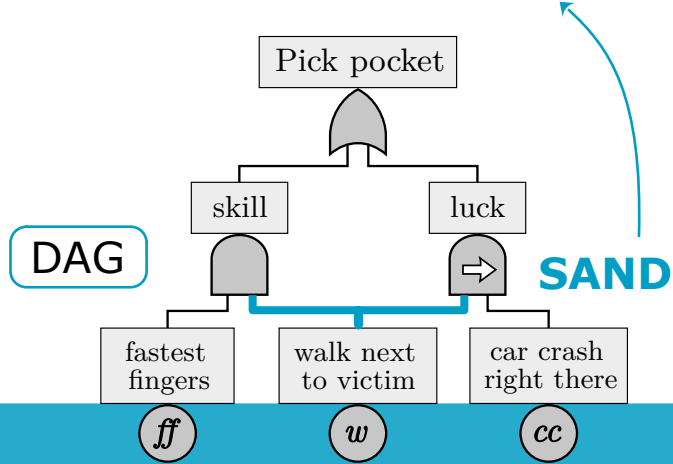 Pick pocket
skill
luck
DAG
SAND
fastest
fingers
walk next
to victim
car crash
right there
ff
w
cc